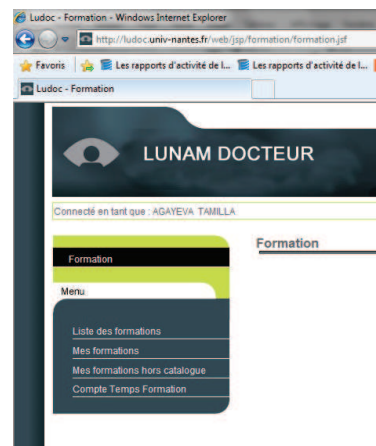 Ludoc - Formation - Windows Internet Explorer
http://ludoc.univ-nantes.fr/web/jsp/formation/formation.jsf
Favoris Les rapports d'activité de l... Les rapports d'activité de l...
Ludoc - Formation
LUNAM DOCTEUR
Connecté en tant que : AGAYEVA TAMILLA
Formation
Formation
Menu
Liste des formations
Mes formations
Mes formations hors catalogue
Compte Temps Formation